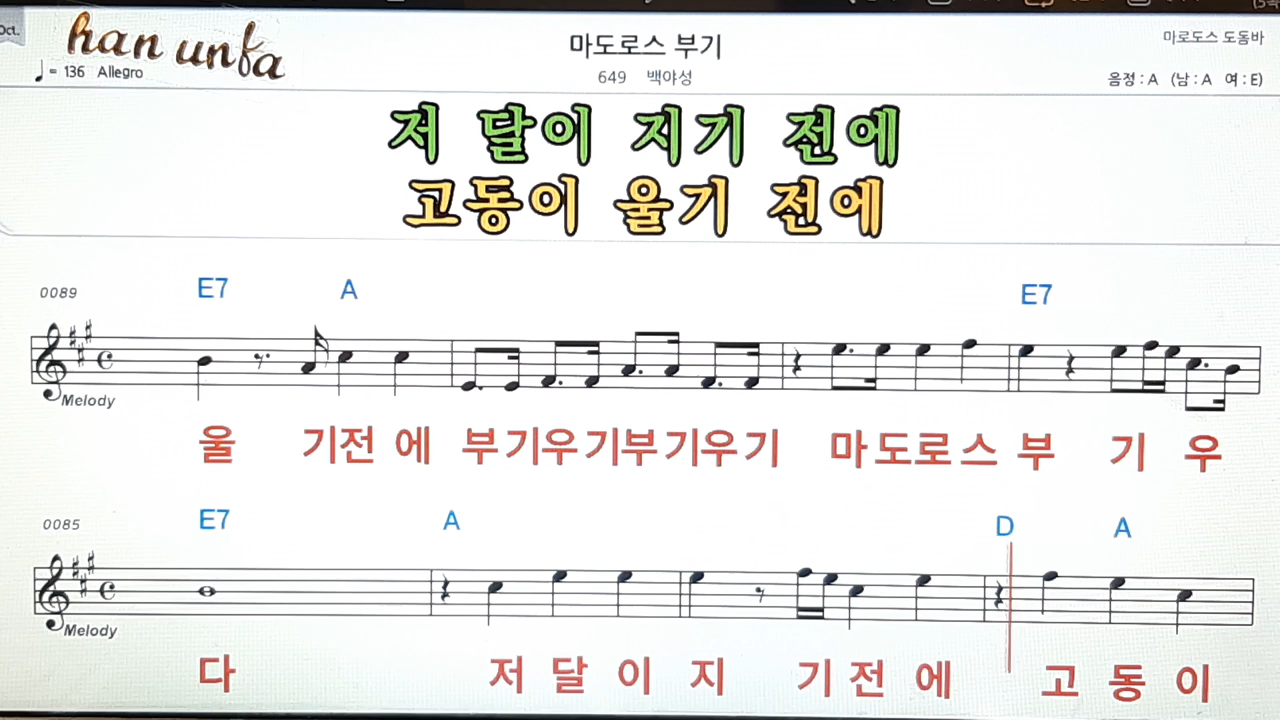 Oct.
han unfa
마도로스 부기
마로도스 도돔바
♩= 136 Allegro
649 백야성
음정 : A (남 : A 여 : E)
저 달이 지기 전에
고동이 울기 전에
0089 E7 A E7
Melody
울 기전 에 부기우기부기우기 마도로스 부 기 우
0085 E7 A D A
Melody
다 저 달 이 지 기 전 에 고 동 이